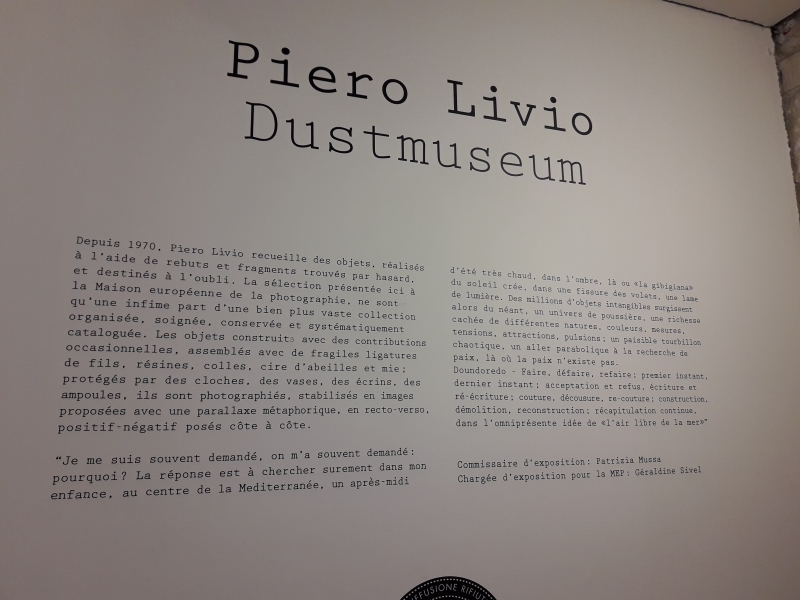 Piero Livio
Dustmuseum
Depuis 1970, Piero Livio recueille des objets, réalisés
à l'aide de rebuts et fragments trouvés par hasard,
et destinés à l'oubli. La sélection présentée ici à
la Maison européenne de la photographie, ne sont
qu'une infime part d'une bien plus vaste collection
organisée, soignée, conservée et systématiquement
cataloguée. Les objets construits avec des contributions
occasionnelles, assemblés avec de fragiles ligatures
de fils, résines, colles, cire d'abeilles et mie;
protégés par des cloches, des vases, des écrins, des
ampoules, ils sont photographiés, stabilisés en images
proposées avec une parallaxe métaphorique, en recto-verso,
positif-négatif posés côte à côte.
"Je me suis souvent demandé, on m'a souvent demandé:
pourquoi? La réponse est à chercher surement dans mon
enfance, au centre de la Mediterranée, un après-midi
d'été très chaud, dans l'ombre, là ou «la gibigiana»
du soleil crée, dans une fissure des volets, une lame
de lumière. Des millions d'objets intangibles surgissent
alors du néant, un univers de poussière, une richesse
cachée de différentes natures, couleurs, mesures,
tensions, attractions, pulsions; un paisible tourbillon
chaotique, un aller parabolique à la recherche de
paix, là où la paix n'existe pas.
Doundoredo - Faire, défaire, refaire; premier instant,
dernier instant; acceptation et refus, écriture et
ré-écriture; couture, décousure, re-couture; construction,
démolition, reconstruction; récapitulation continue,
dans l'omniprésente idée de «l'air libre de la mer»"
Commissaire d'exposition: Patrizia Mussa
Chargée d'exposition pour la MEP: Géraldine Sivel
FFUSIONE RIFIUT